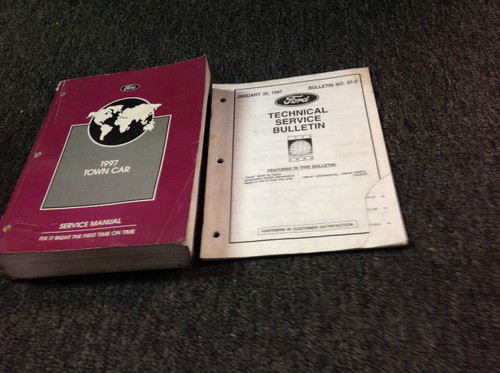 Ford
1997
TOWN CAR
SERVICE MANUAL
FIX IT RIGHT THE FIRST TIME ON TIME
JANUARY 20, 1997
BULLETIN NO. 97-2
Ford
TECHNICAL
SERVICE
BULLETIN
FEATURES IN THIS BULLETIN:
PARTNERS IN CUSTOMER SATISFACTION